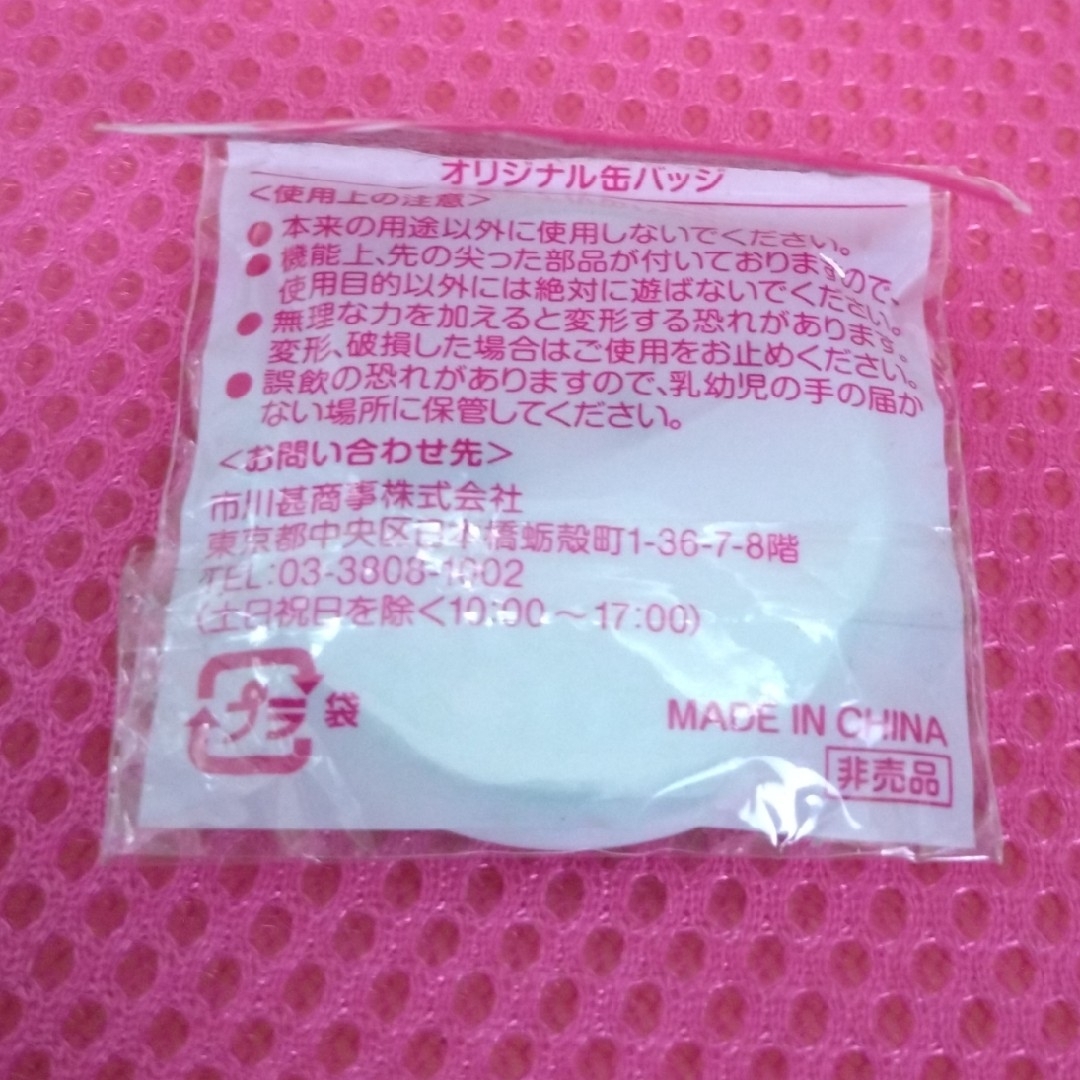 オリジナル缶バッジ
＜使用上の注意＞
●本来の用途以外に使用しないでください。
●機能上、先の尖った部品が付いておりますので、
使用目的以外には絶対に遊ばないでください。
●無理な力を加えると変形する恐れがあります。
変形、破損した場合はご使用をお止めください。
●誤飲の恐れがありますので、乳幼児の手の届か
ない場所に保管してください。
＜お問い合わせ先＞
市川甚商事株式会社
東京都中央区日本橋蛎殻町1-36-7-8階
TEL:03-3808-1002
(土日祝日を除く10:00～17:00)
プラ 袋
MADE IN CHINA
非売品